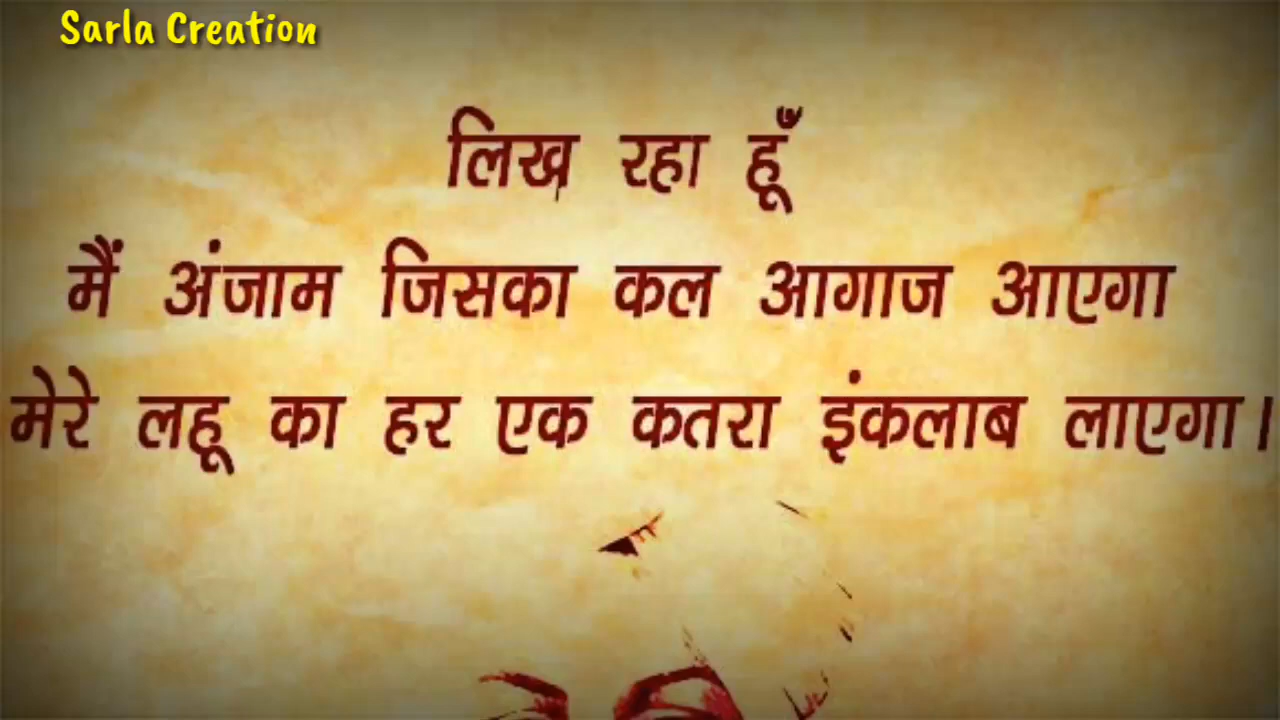 Sarla Creation
लिख रहा हूँ
मैं अंजाम जिसका कल आगाज आएगा
मेरे लहू का हर एक कतरा इंकलाब लाएगा।